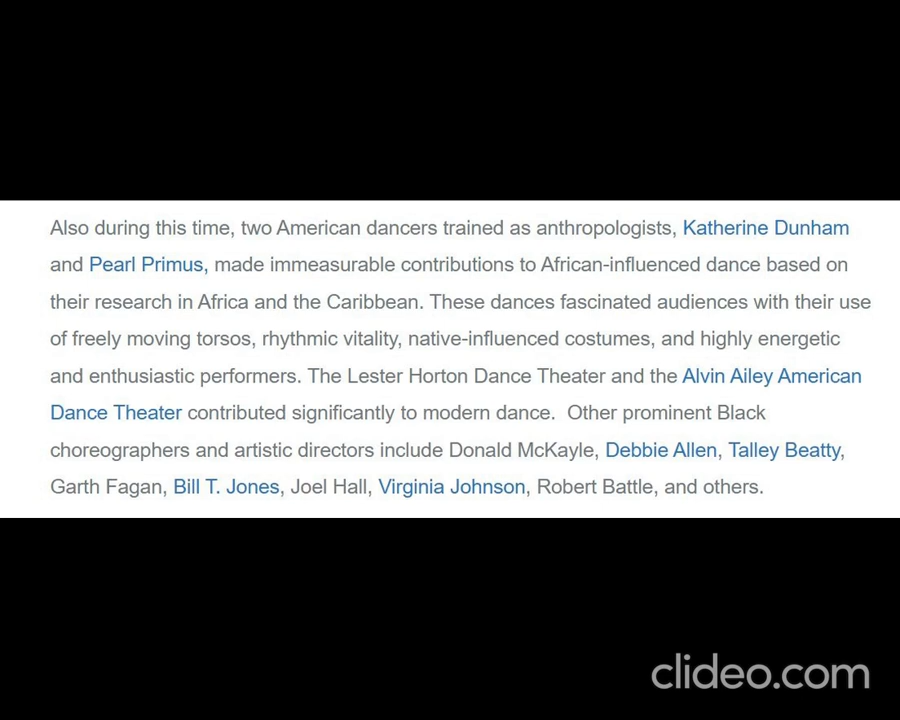 Also during this time, two American dancers trained as anthropologists, Katherine Dunham
and Pearl Primus, made immeasurable contributions to African-influenced dance based on
their research in Africa and the Caribbean. These dances fascinated audiences with their use
of freely moving torsos, rhythmic vitality, native-influenced costumes, and highly energetic
and enthusiastic performers. The Lester Horton Dance Theater and the Alvin Ailey American
Dance Theater contributed significantly to modern dance.  Other prominent Black
choreographers and artistic directors include Donald McKayle, Debbie Allen, Talley Beatty,
Garth Fagan, Bill T. Jones, Joel Hall, Virginia Johnson, Robert Battle, and others.
clideo.com